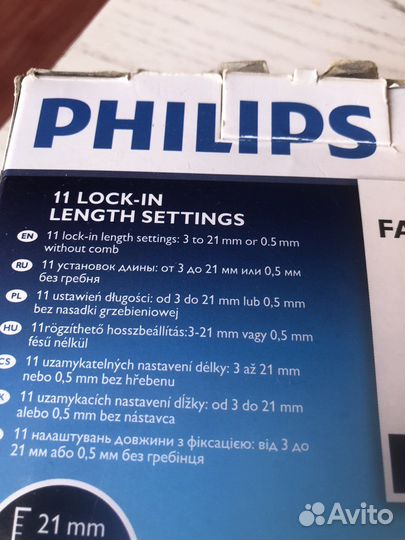 PHILIPS
11 LOCK-IN
LENGTH SETTINGS
EN 11 lock-in length settings: 3 to 21 mm or 0.5 mm
without comb
RU 11 установок длины: от 3 до 21 мм или 0,5 мм
без гребня
PL 11 ustawień długości: od 3 do 21 mm lub 0,5 mm
bez nasadki grzebieniowej
HU 11rögzíthető hosszbeállítás:3-21 mm vagy 0,5 mm
fésű nélkül
CS 11 uzamykatelných nastavení délky: 3 až 21 mm
nebo 0,5 mm bez hřebenu
K 11 uzamykacích nastavení dĺžky: od 3 do 21 mm
alebo 0,5 mm bez nástavca
11 налаштувань довжини з фіксацією: від 3 до
21 мм або 0,5 мм без гребінця
21 mm
FA
Avito